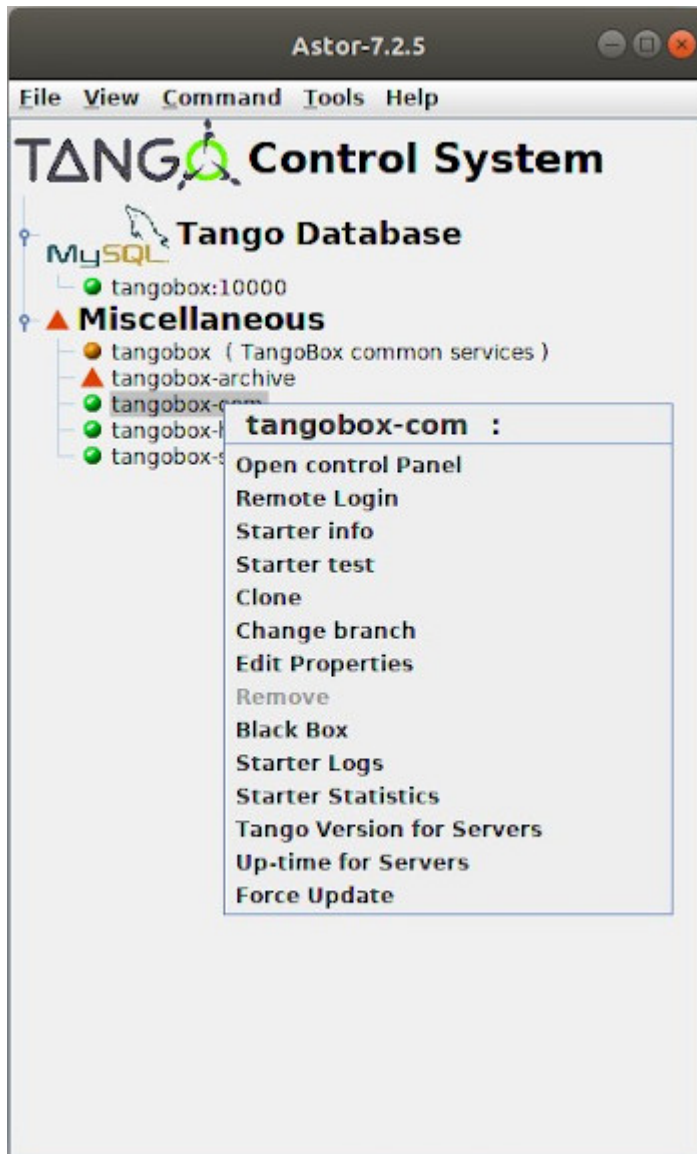 Astor-7.2.5
File View Command Tools Help
TANGO Control System
MySQL Tango Database
tangobox:10000
Miscellaneous
tangobox ( TangoBox common services )
tangobox-archive
tangobox-com
tangobox-com :
Open control Panel
Remote Login
Starter info
Starter test
Clone
Change branch
Edit Properties
Remove
Black Box
Starter Logs
Starter Statistics
Tango Version for Servers
Up-time for Servers
Force Update